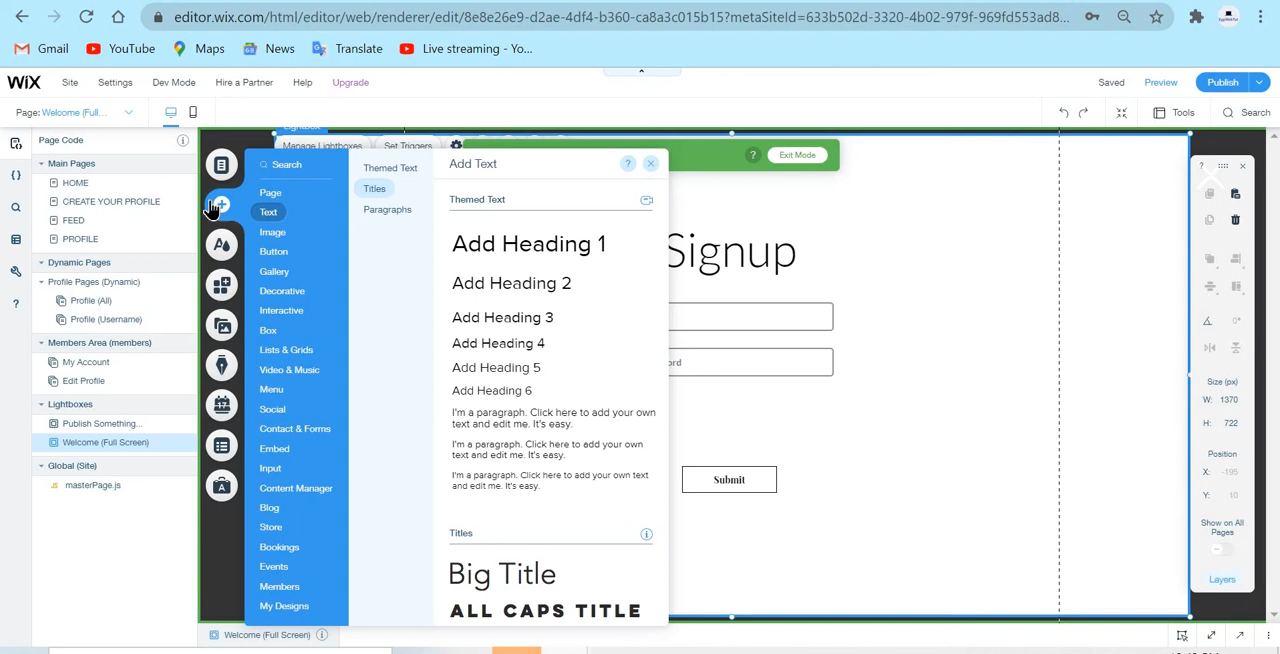 editor.wix.com/html/editor/web/renderer/edit/8e8e26e9-d2ae-4df4-b360-ca8a3c015b15?metaSiteId=633b502d-3320-4b02-979f-969fd553ad8...
Gmail YouTube Maps News Translate Live streaming - Yo...
WiX Site Settings Dev Mode Hire a Partner Help Upgrade Saved Preview Publish
Page: Welcome (Full... Tools Search
Page Code
Main Pages
HOME
CREATE YOUR PROFILE
FEED
PROFILE
Dynamic Pages
Profile Pages (Dynamic)
Profile (All)
Profile (Username)
Members Area (members)
My Account
Edit Profile
Lightboxes
Publish Something...
Welcome (Full Screen)
Global (Site)
JS masterPage.js
Lightbox
Manage Lightboxes Set Triggers
? Exit Mode
Search
Page
Text
Image
Button
Gallery
Decorative
Interactive
Box
Lists & Grids
Video & Music
Menu
Social
Contact & Forms
Embed
Input
Content Manager
Blog
Store
Bookings
Events
Members
My Designs
Themed Text
Titles
Paragraphs
Add Text ?
Themed Text
Add Heading 1
Add Heading 2
Add Heading 3
Add Heading 4
Add Heading 5
Add Heading 6
I'm a paragraph. Click here to add your own
text and edit me. It's easy.
I'm a paragraph. Click here to add your own
text and edit me. It's easy.
I'm a paragraph. Click here to add your own text
and edit me. It's easy.
Titles
Big Title
ALL CAPS TITLE
Signup
ord
Submit
?
0°
Size (px)
W: 1370
H: 722
Position
X: -195
Y: 10
Show on All
Pages
Layers
Welcome (Full Screen)